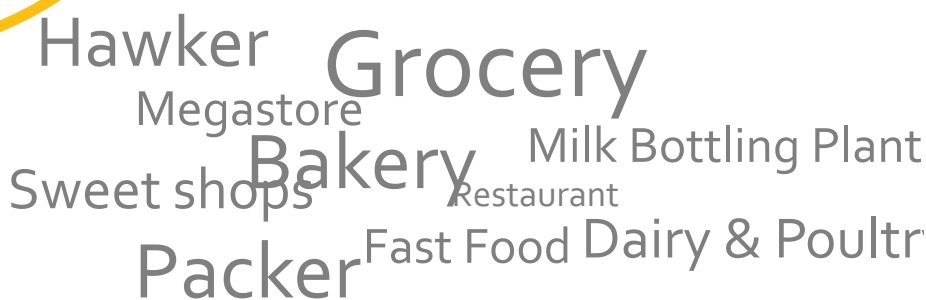 Hawker
Grocery
Megastore
Bakery
Milk Bottling Plant
Sweet shops
Restaurant
Fast Food
Dairy & Poultr
Packer